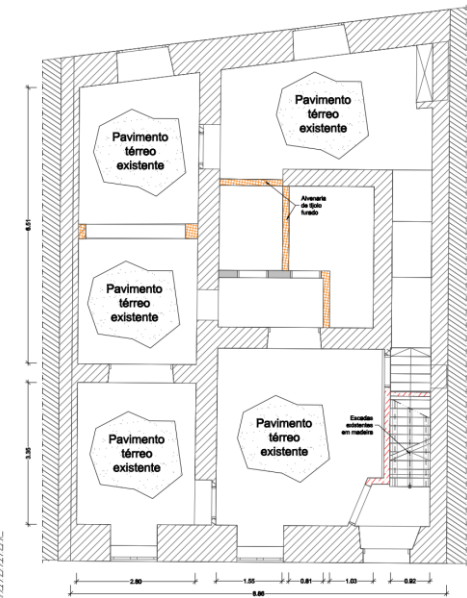 Pavimento
térreo
existente
Pavimento
térreo
existente
Alvenaria
de tijolo
furado
6.51
Pavimento
térreo
existente
Pavimento
térreo
existente
Pavimento
térreo
existente
Escadas
existentes
em madeira
3.35
2.80
1.55
0.81
1.03
0.92
8.86